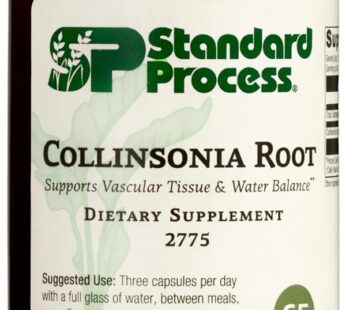 Standard
Process®
COLLINSONIA ROOT
Supports Vascular Tissue & Water Balance**
DIETARY SUPPLEMENT
2775
Suggested Use: Three capsules per day
with a full glass of water, between meals,